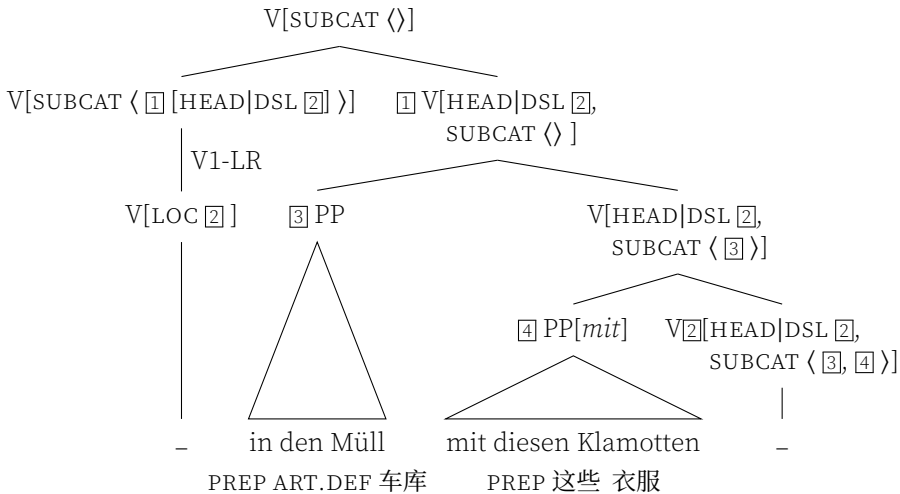 V[SUBCAT ⟨⟩]
V[SUBCAT ⟨ 1 [HEAD|DSL 2] ⟩] 1 V[HEAD|DSL 2,
SUBCAT ⟨⟩ ]
V1-LR
V[LOC 2 ] 3 PP V[HEAD|DSL 2,
SUBCAT ⟨ 3 ⟩]
4 PP[mit] V2[HEAD|DSL 2,
SUBCAT ⟨ 3, 4 ⟩]
_ in den Müll mit diesen Klamotten _
PREP ART.DEF 车库 PREP 这些 衣服